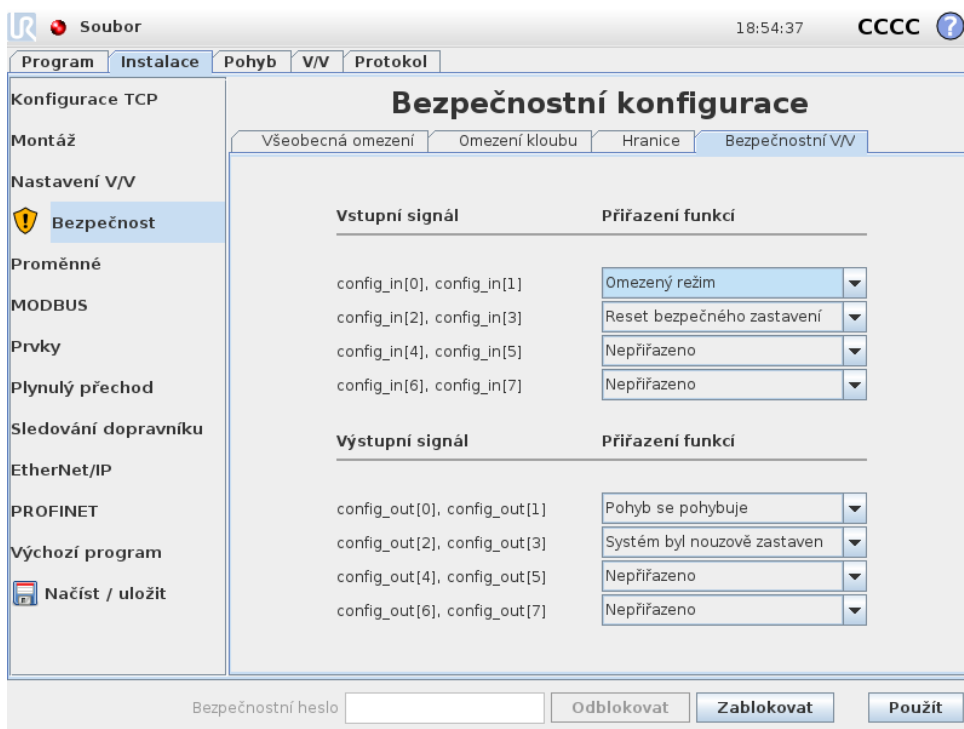 UR Soubor 18:54:37 CCCC ?
Program Instalace Pohyb V/V Protokol
Konfigurace TCP
Montáž
Nastavení V/V
Bezpečnost
Proměnné
MODBUS
Prvky
Plynulý přechod
Sledování dopravníku
EtherNet/IP
PROFINET
Výchozí program
Načíst / uložit
Bezpečnostní konfigurace
Všeobecná omezení Omezení kloubu Hranice Bezpečnostní V/V
Vstupní signál Přiřazení funkcí
config_in[0], config_in[1] Omezený režim
config_in[2], config_in[3] Reset bezpečného zastavení
config_in[4], config_in[5] Nepřiřazeno
config_in[6], config_in[7] Nepřiřazeno
Výstupní signál Přiřazení funkcí
config_out[0], config_out[1] Pohyb se pohybuje
config_out[2], config_out[3] Systém byl nouzově zastaven
config_out[4], config_out[5] Nepřiřazeno
config_out[6], config_out[7] Nepřiřazeno
Bezpečnostní heslo Odblokovat Zablokovat Použít